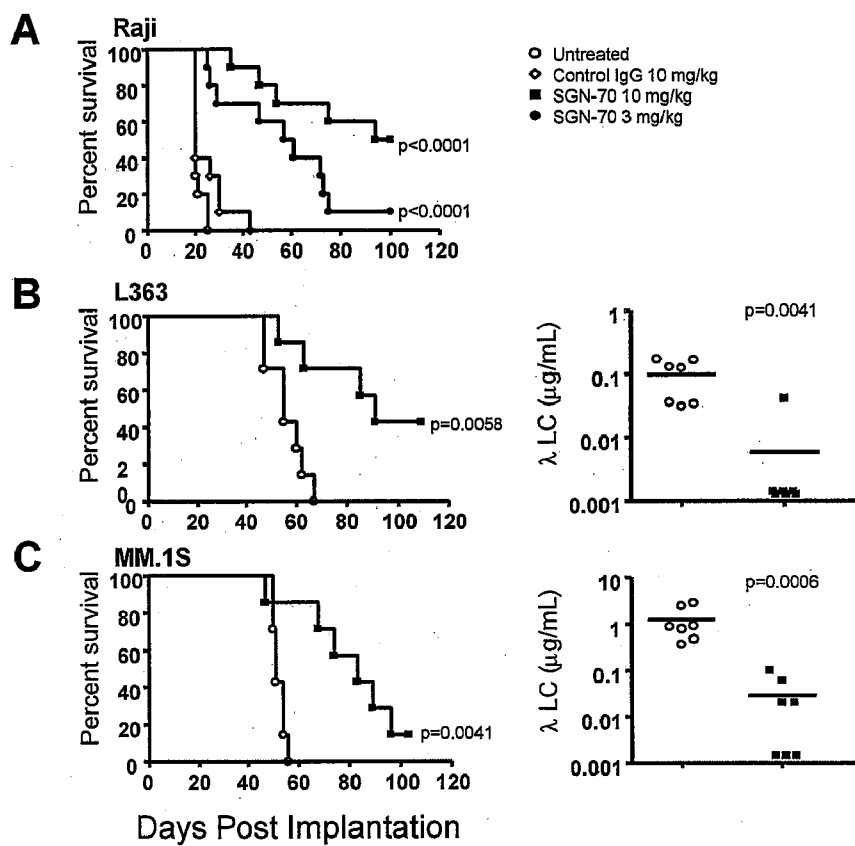 A
Raji
100
80
60
40
20
0
0 20 40 60 80 100 120
Percent survival
p<0.0001
p<0.0001
Untreated
Control IgG 10 mg/kg
SGN-70 10 mg/kg
SGN-70 3 mg/kg
B
L363
100
80
60
40
2
0
0
0 20 40 60 80 100 120
Percent survival
p=0.0058
1
0.1
0.01
0.001
λ LC (μg/mL)
p=0.0041
C
MM.1S
100
80
60
40
20
0
0 20 40 60 80 100 120
Percent survival
p=0.0041
Days Post Implantation
10
1
0.1
0.01
0.001
λ LC (μg/mL)
p=0.0006